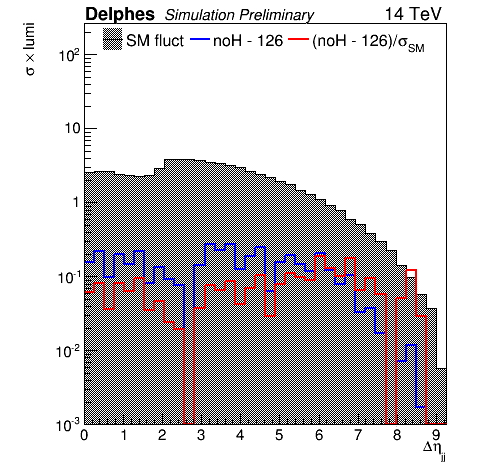 Delphes Simulation Preliminary 14 TeV
SM fluct noH - 126 (noH - 126)/σSM
σ × lumi
10²
10
1
10⁻¹
10⁻²
10⁻³
0 1 2 3 4 5 6 7 8 9
Δηjj